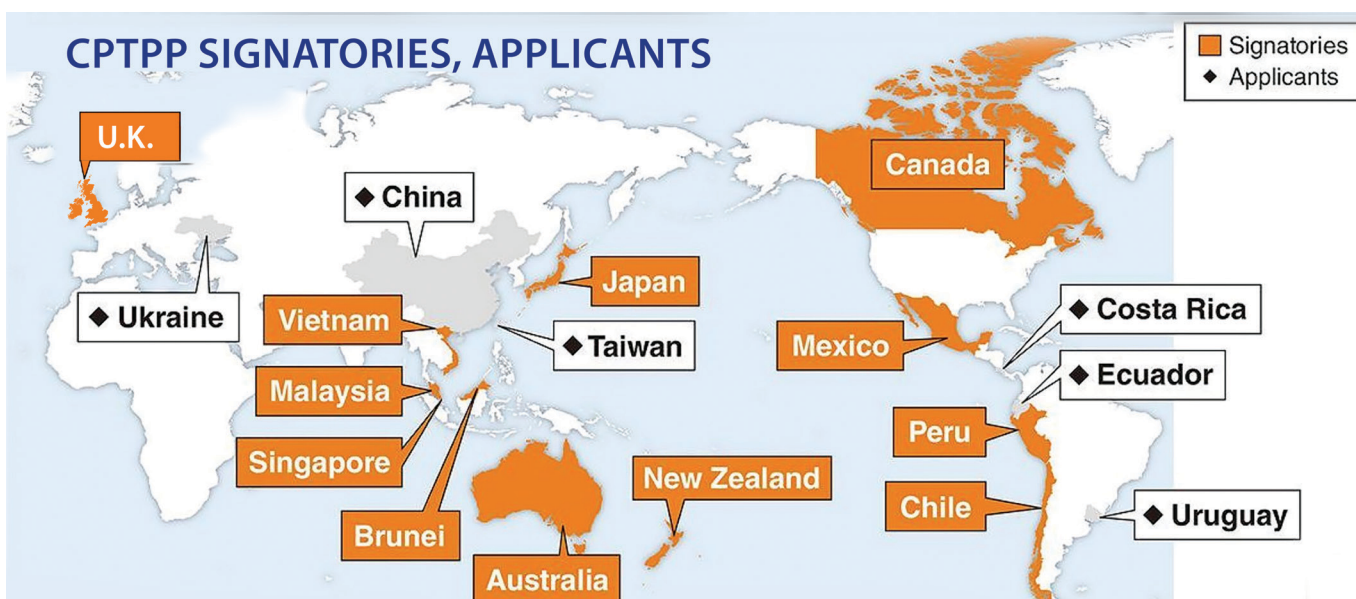 CPTPP SIGNATORIES, APPLICANTS
Signatories
◆ Applicants
U.K.
Canada
◆ China
Japan
◆ Ukraine
Vietnam
◆ Taiwan
Mexico
◆ Costa Rica
Malaysia
◆ Ecuador
Singapore
Peru
New Zealand
Brunei
Chile
◆ Uruguay
Australia